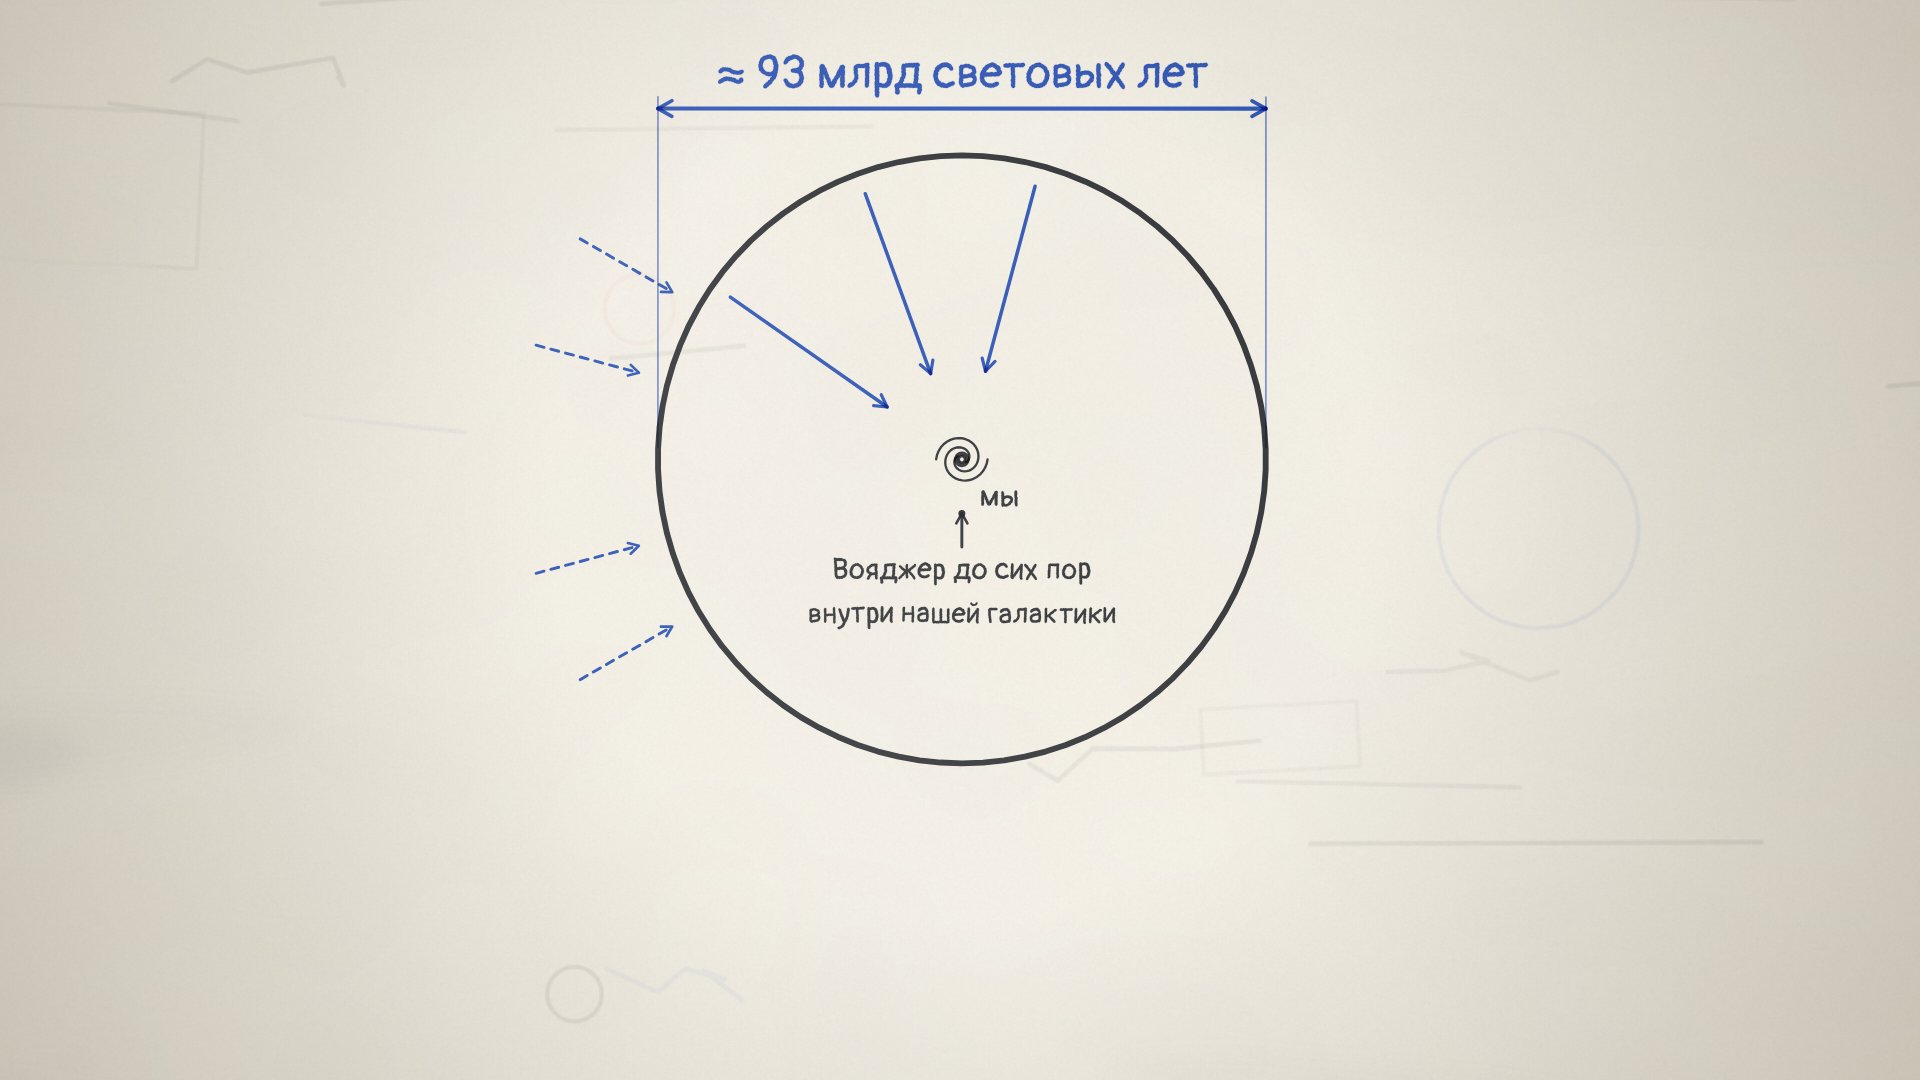 ≈ 93 млрд световых лет
мы
Вояджер до сих пор
внутри нашей галактики